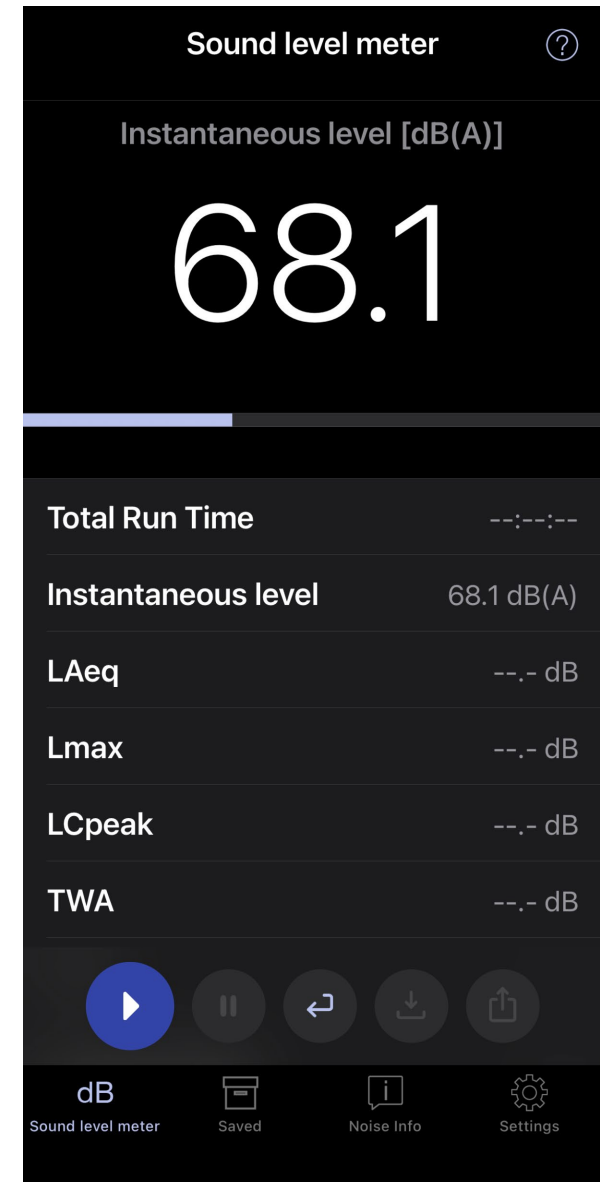 Sound level meter ?
Instantaneous level [dB(A)]
68.1
Total Run Time --:--:--
Instantaneous level 68.1 dB(A)
LAeq --.- dB
Lmax --.- dB
LCpeak --.- dB
TWA --.- dB
dB i
Sound level meter Saved Noise Info Settings